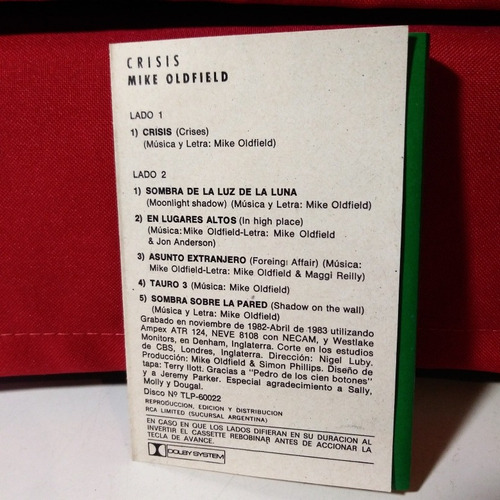 CRISIS
MIKE OLDFIELD
LADO 1
1) CRISIS (Crises)
(Música y Letra: Mike Oldfield)
LADO 2
1) SOMBRA DE LA LUZ DE LA LUNA
(Moonlight shadow) (Música y Letra: Mike Oldfield)
2) EN LUGARES ALTOS (In high place)
(Música: Mike Oldfield-Letra: Mike Oldfield
& Jon Anderson)
3) ASUNTO EXTRANJERO (Foreing Affair) (Música:
Mike Oldfield-Letra: Mike Oldfield & Maggi Reilly)
4) TAURO 3 (Música: Mike Oldfield)
5) SOMBRA SOBRE LA PARED (Shadow on the wall)
(Música y Letra: Mike Oldfield)
Grabado en noviembre de 1982-Abril de 1983 utilizando
Ampex ATR 124, NEVE 8108 con NECAM, y Westlake
Monitors, en Denham, Inglaterra. Corte en los estudios
de CBS, Londres, Inglaterra. Dirección: Nigel Luby.
Producción: Mike Oldfield & Simon Phillips. Diseño de
tapa: Terry Ilott. Gracias a "Pedro de los cien botones"
y a Jeremy Parker. Especial agradecimiento a Sally,
Molly y Dougal.
Disco Nº TLP-60022
REPRODUCCION, EDICION Y DISTRIBUCION
RCA LIMITED (SUCURSAL ARGENTINA)
EN CASO EN QUE LOS LADOS DIFIERAN EN SU DURACION AL
INVERTIR EL CASSETTE REBOBINAR ANTES DE ACCIONAR LA
TECLA DE AVANCE.
DOLBY SYSTEM